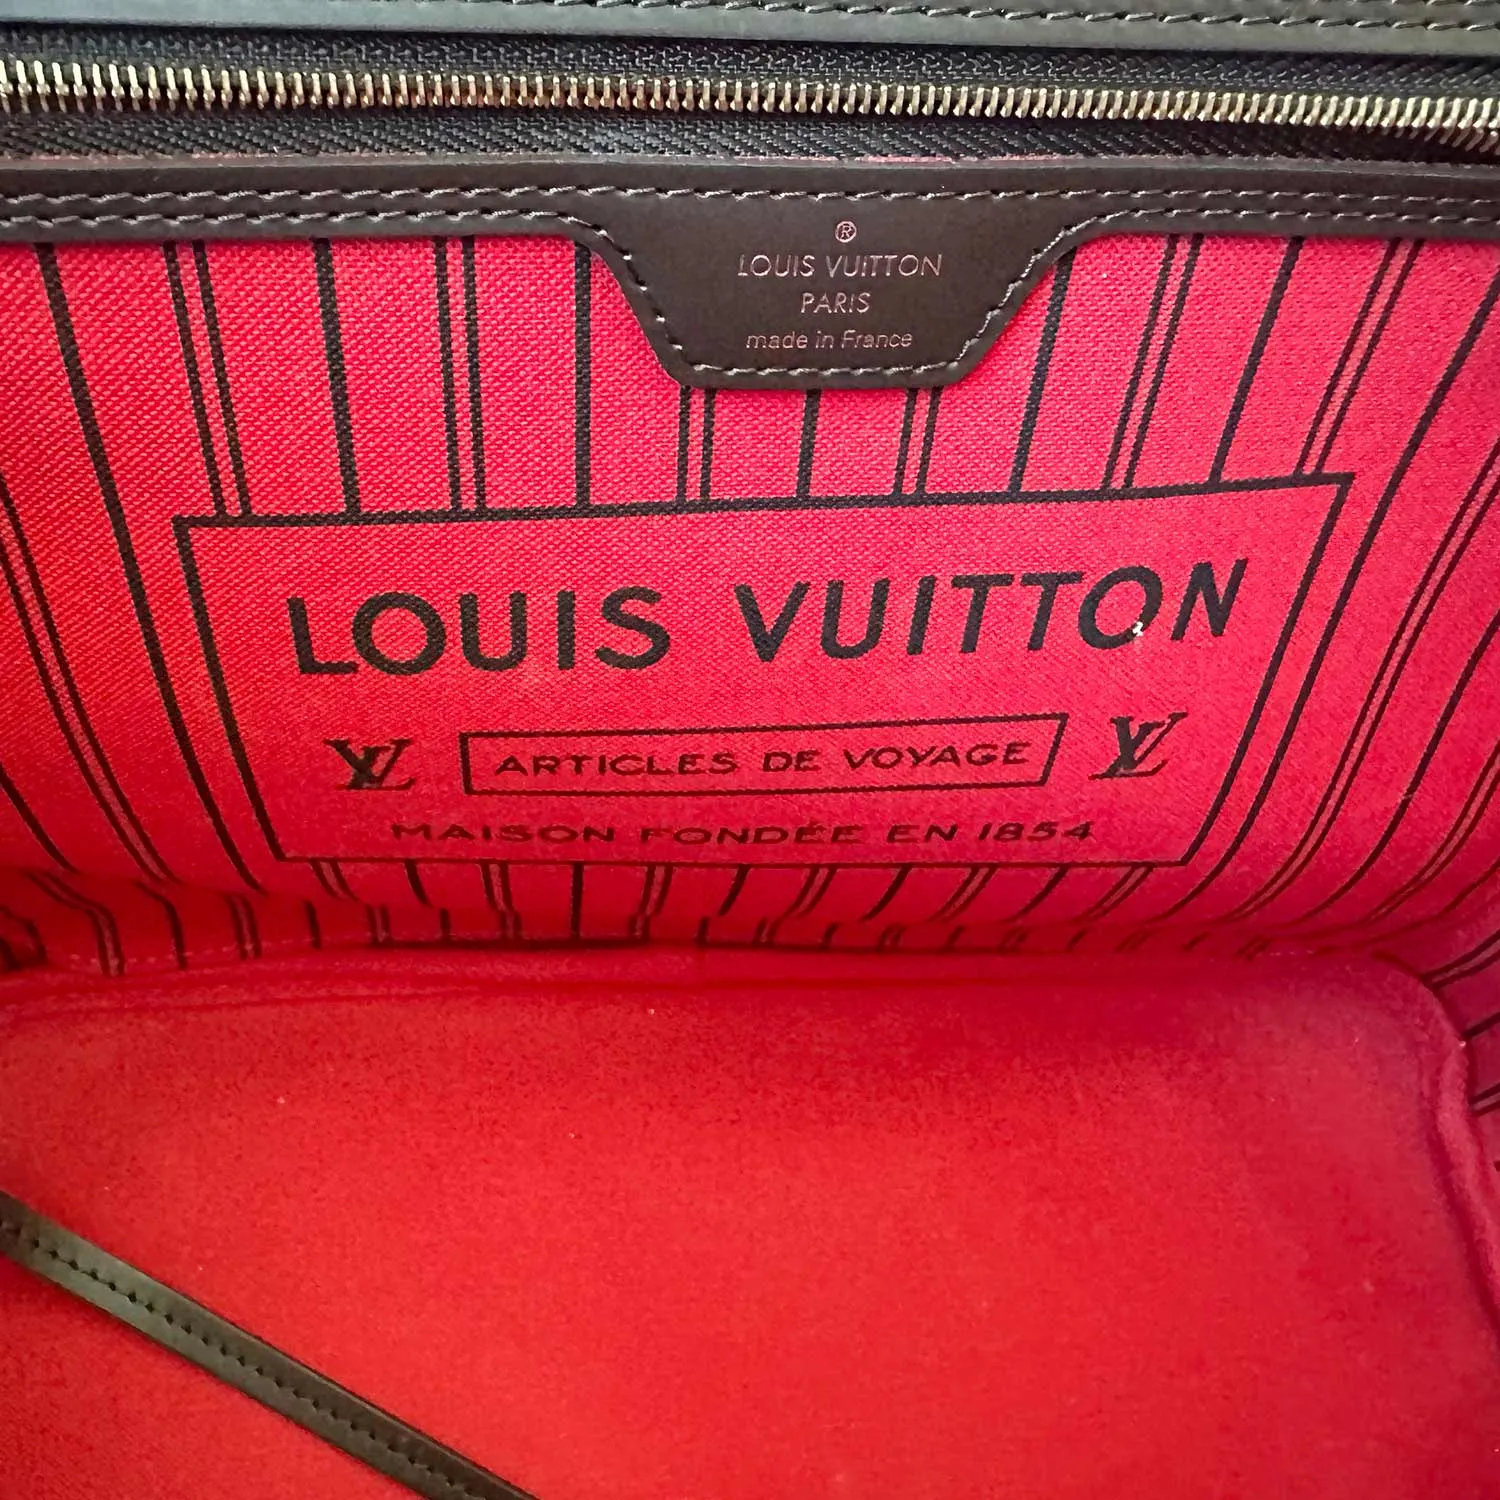 ®
LOUIS VUITTON
PARIS
made in France
LOUIS VUITTON
LV ARTICLES DE VOYAGE LV
MAISON FONDÉE EN 1854